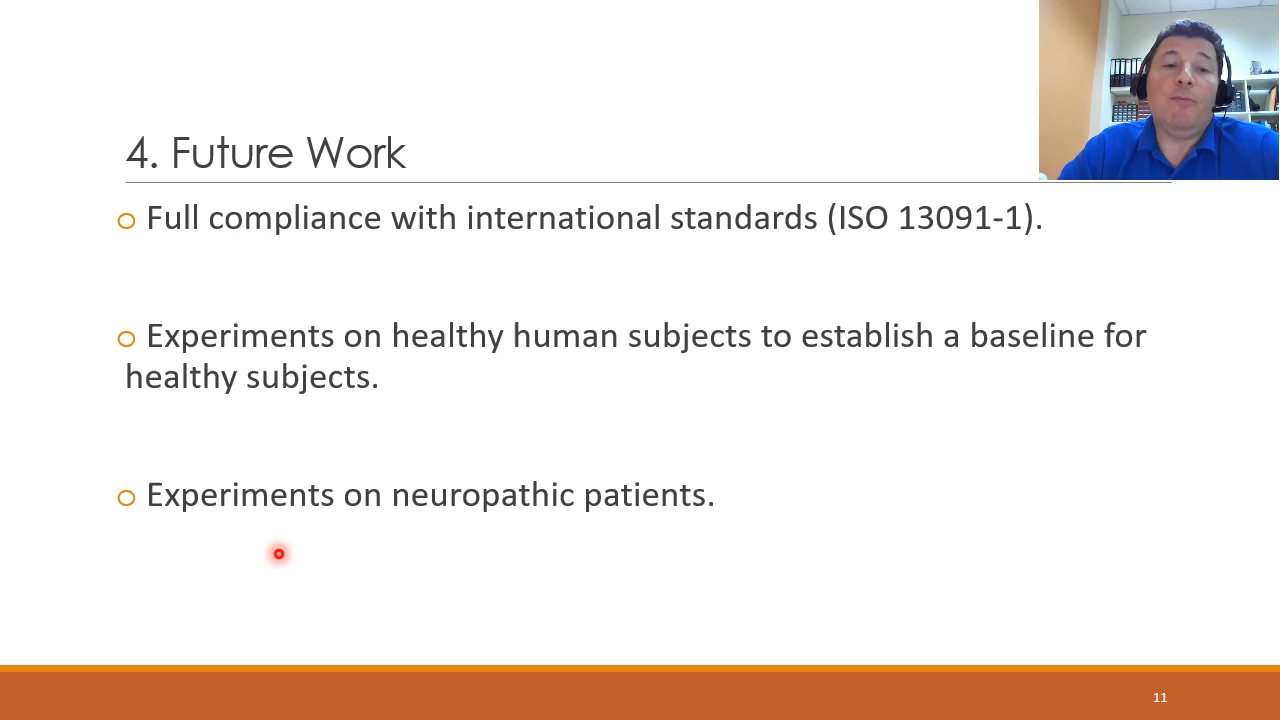 4. Future Work
o Full compliance with international standards (ISO 13091-1).
o Experiments on healthy human subjects to establish a baseline for
healthy subjects.
o Experiments on neuropathic patients.
11